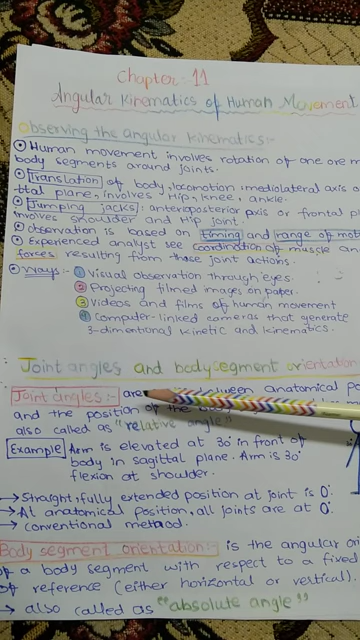 Chapter: 11
Angular Kinematics of Human Movement
Observing the angular kinematics:-
Human movement involves rotation of one ore m
body segments around joints.
Translation of body, locomotion: mediolateral axis o
ttal plane, involves Hip, knee, ankle.
Jumping jacks: anteroposterior axis or frontal pl
involves shoulder and hip joint.
Observation is based on timing and range of mot
Experienced analyst see coordination of muscle an
forces resulting from these joint actions.
Ways: ① Visual observation through eyes.
② Projecting filmed images on paper.
③ Videos and films of human movement
④ Computer-linked cameras that generate
3-dimentional kinetic and kinematics.
Joint angles and body segment orientation
Joint angles:- are between anatomical po
and the position of the
also called as "relative angle"
Example Arm is elevated at 30° in front of
body in sagittal plane. Arm is 30°
flexion at shoulder.
→ Straight, fully extended position at joint is 0°
→ At anatomical position, all joints are at 0°
→ conventional method.
Body segment orientation:- is the angular ori
of a body segment with respect to a fixed
of reference (either horizontal or vertical).
→ also called as "absolute angle"